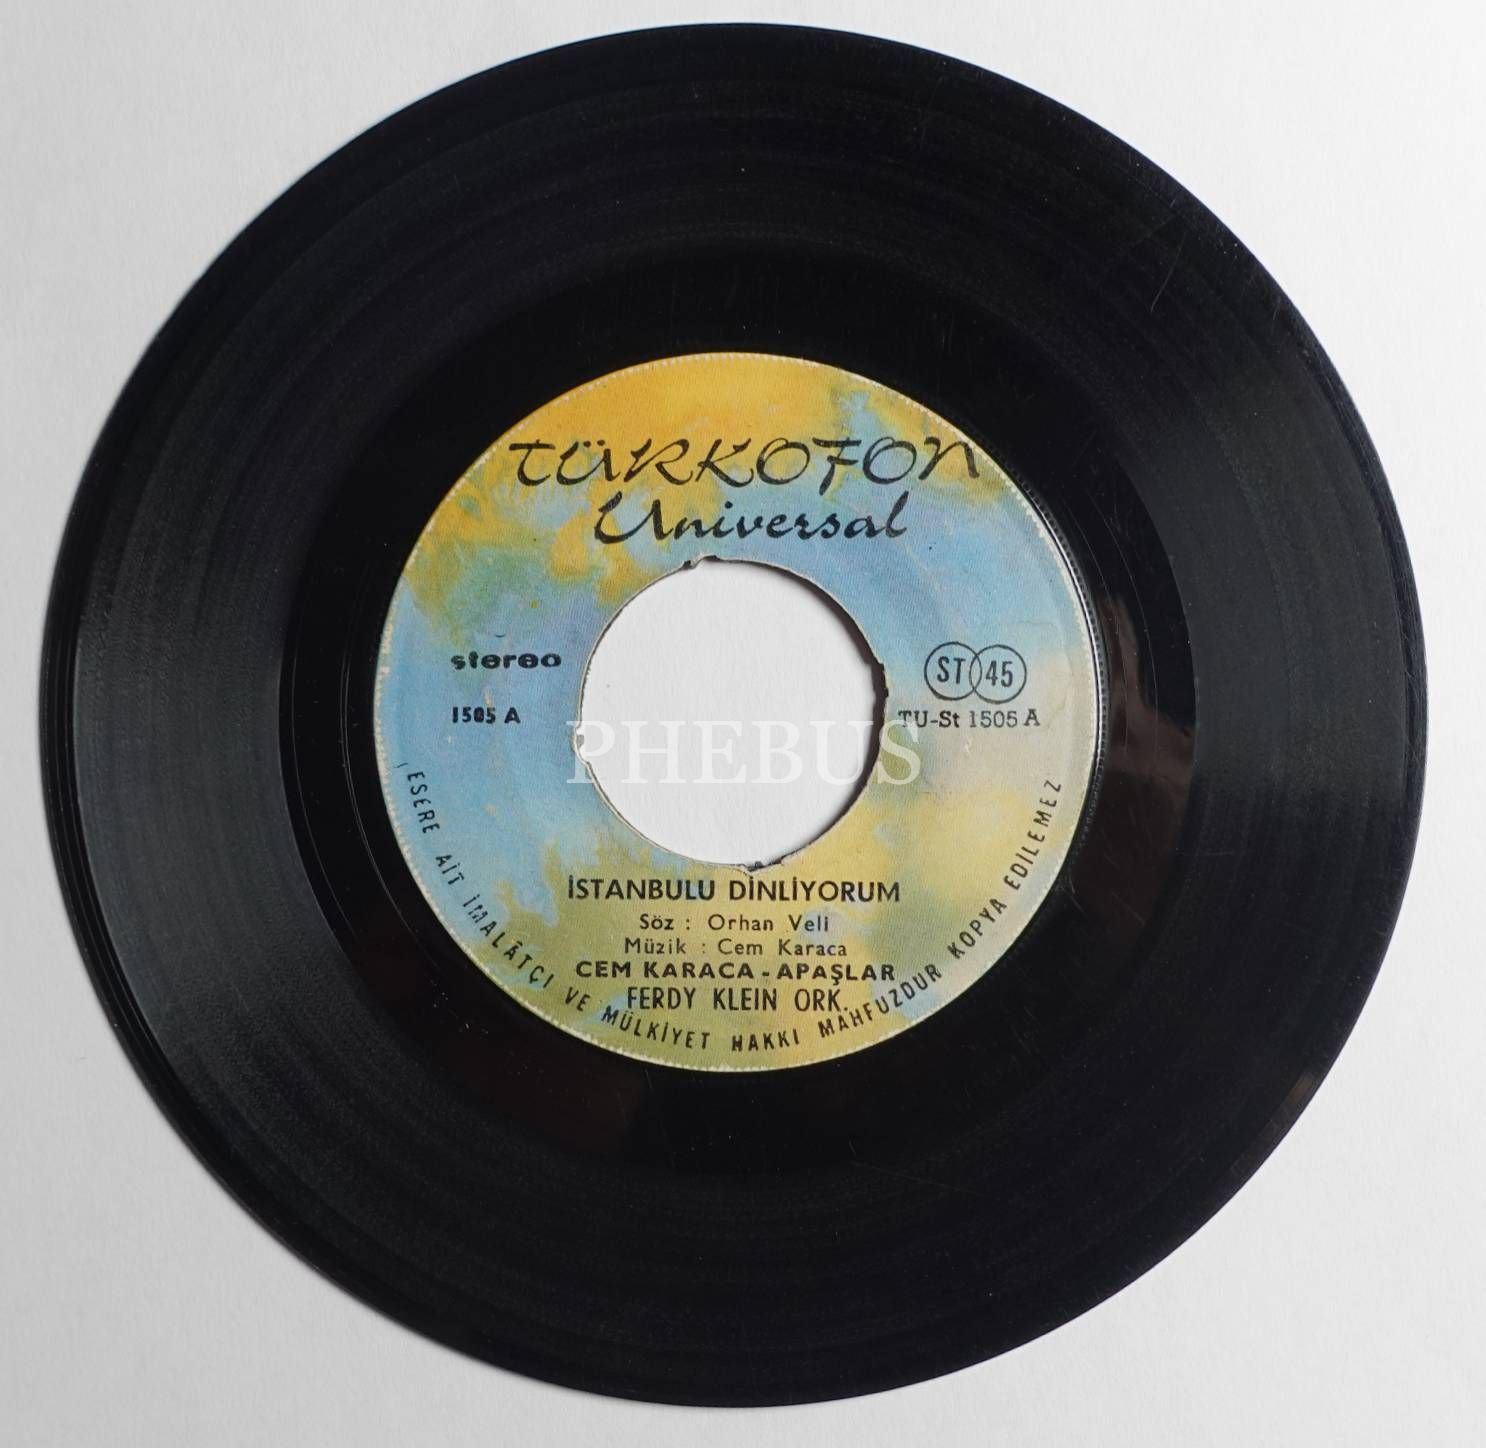 TÜRKOFON
Universal
stereo
1505 A
ST 45
TU-St 1505 A
PHEBUS
İSTANBULU DİNLİYORUM
Söz : Orhan Veli
Müzik : Cem Karaca
CEM KARACA - APAŞLAR
FERDY KLEIN ORK.
ESERE AİT İMALÂTÇI VE MÜLKİYET HAKKI MAHFUZDUR KOPYA EDİLEMEZ